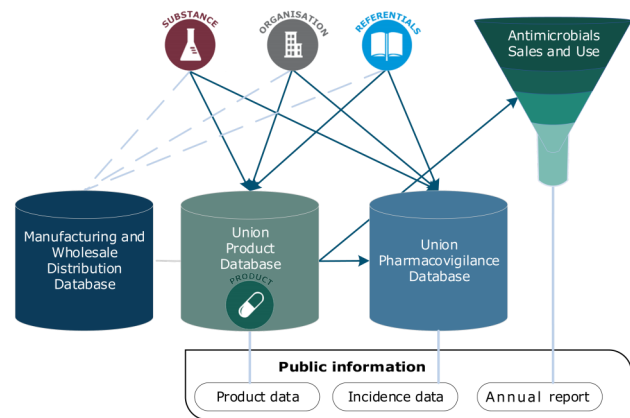 SUBSTANCE
ORGANISATION
REFERENTIALS
Antimicrobials
Sales and Use
Manufacturing and
Wholesale
Distribution
Database
Union
Product
Database
PRODUCT
Union
Pharmacovigilance
Database
Public information
Product data
Incidence data
Annual report